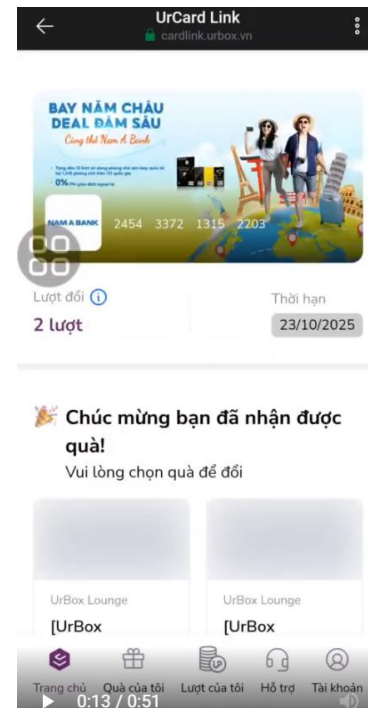 UrCard Link
cardlink.urbox.vn
BAY NĂM CHÂU
DEAL ĐẬM SÂU
Cùng thẻ Nam A Bank
0%
NAM A BANK
2454 3372 1315 2203
Lượt đổi
Thời hạn
2 lượt
23/10/2025
Chúc mừng bạn đã nhận được
quà!
Vui lòng chọn quà để đổi
UrBox Lounge
UrBox Lounge
[UrBox
[UrBox
Trang chủ
Quà của tôi
Lượt của tôi
Hỗ trợ
Tài khoản
0:13 / 0:51